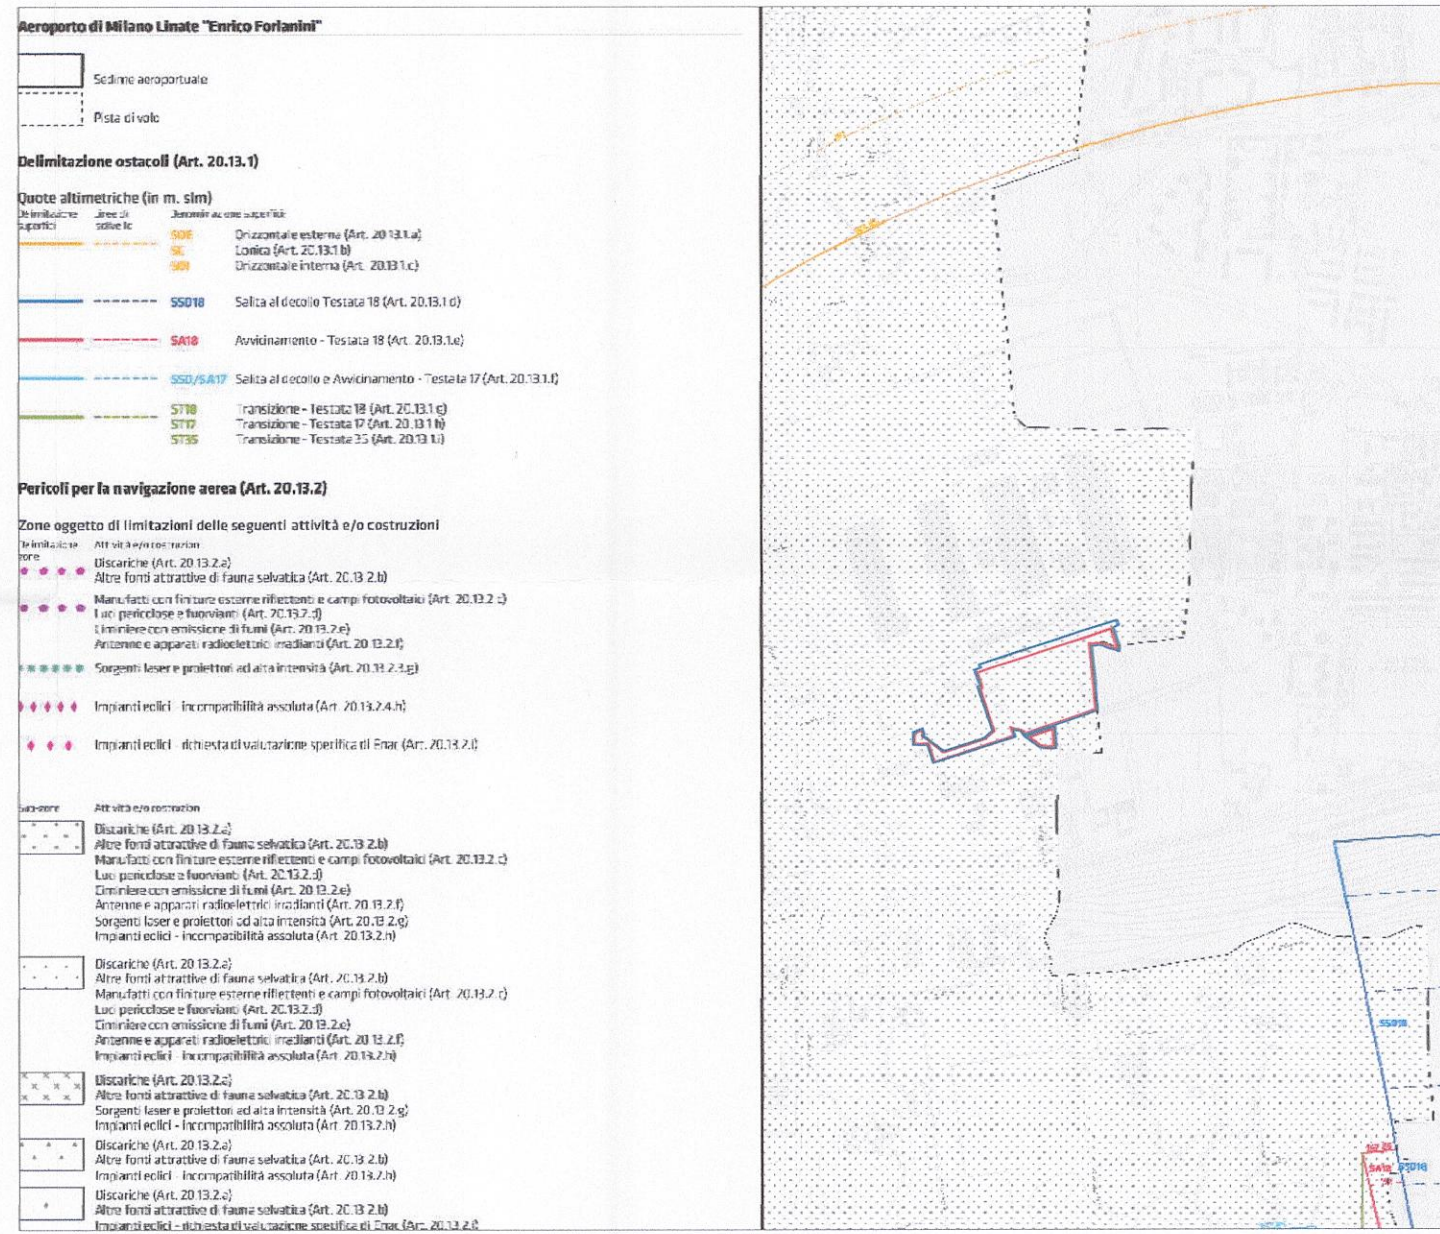 Aeroporto di Milano Linate "Enrico Forlanini"
Sedime aeroportuale
Pista di volo
Delimitazione ostacoli (Art. 20.13.1)
Quote altimetriche (in m. slm)
Delimitazione superfici
Linee di isolivello
Denominazione superfici
SOE Orizzontale esterna (Art. 20.13.1.a)
SC Conica (Art. 20.13.1.b)
SOI Orizzontale interna (Art. 20.13.1.c)
SSD18 Salita al decollo Testata 18 (Art. 20.13.1.d)
SA18 Avvicinamento - Testata 18 (Art. 20.13.1.e)
SSD/SA17 Salita al decollo e Avvicinamento - Testata 17 (Art. 20.13.1.f)
ST18 Transizione - Testata 18 (Art. 20.13.1.g)
ST17 Transizione - Testata 17 (Art. 20.13.1.h)
ST35 Transizione - Testata 35 (Art. 20.13.1.i)
Pericoli per la navigazione aerea (Art. 20.13.2)
Zone oggetto di limitazioni delle seguenti attività e/o costruzioni
Delimitazione zone
Attività e/o costruzioni
Discariche (Art. 20.13.2.a)
Altre fonti attrattive di fauna selvatica (Art. 20.13.2.b)
Manufatti con finiture esterne riflettenti e campi fotovoltaici (Art. 20.13.2.c)
Luci pericolose e fuorvianti (Art. 20.13.2.d)
Ciminiere con emissione di fumi (Art. 20.13.2.e)
Antenne e apparati radioelettrici irradianti (Art. 20.13.2.f)
Sorgenti laser e proiettori ad alta intensità (Art. 20.13.2.3.g)
Impianti eolici - incompatibilità assoluta (Art. 20.13.2.4.h)
Impianti eolici - richiesta di valutazione specifica di Enac (Art. 20.13.2.i)
Sub-zone
Attività e/o costruzioni
Discariche (Art. 20.13.2.a)
Altre fonti attrattive di fauna selvatica (Art. 20.13.2.b)
Manufatti con finiture esterne riflettenti e campi fotovoltaici (Art. 20.13.2.c)
Luci pericolose e fuorvianti (Art. 20.13.2.d)
Ciminiere con emissione di fumi (Art. 20.13.2.e)
Antenne e apparati radioelettrici irradianti (Art. 20.13.2.f)
Sorgenti laser e proiettori ad alta intensità (Art. 20.13.2.g)
Impianti eolici - incompatibilità assoluta (Art. 20.13.2.h)
Discariche (Art. 20.13.2.a)
Altre fonti attrattive di fauna selvatica (Art. 20.13.2.b)
Manufatti con finiture esterne riflettenti e campi fotovoltaici (Art. 20.13.2.c)
Luci pericolose e fuorvianti (Art. 20.13.2.d)
Ciminiere con emissione di fumi (Art. 20.13.2.e)
Antenne e apparati radioelettrici irradianti (Art. 20.13.2.f)
Impianti eolici - incompatibilità assoluta (Art. 20.13.2.h)
Discariche (Art. 20.13.2.a)
Altre fonti attrattive di fauna selvatica (Art. 20.13.2.b)
Sorgenti laser e proiettori ad alta intensità (Art. 20.13.2.g)
Impianti eolici - incompatibilità assoluta (Art. 20.13.2.h)
Discariche (Art. 20.13.2.a)
Altre fonti attrattive di fauna selvatica (Art. 20.13.2.b)
Impianti eolici - incompatibilità assoluta (Art. 20.13.2.h)
Discariche (Art. 20.13.2.a)
Altre fonti attrattive di fauna selvatica (Art. 20.13.2.b)
Impianti eolici - richiesta di valutazione specifica di Enac (Art. 20.13.2.i)
SSD18
SA18
SSD18